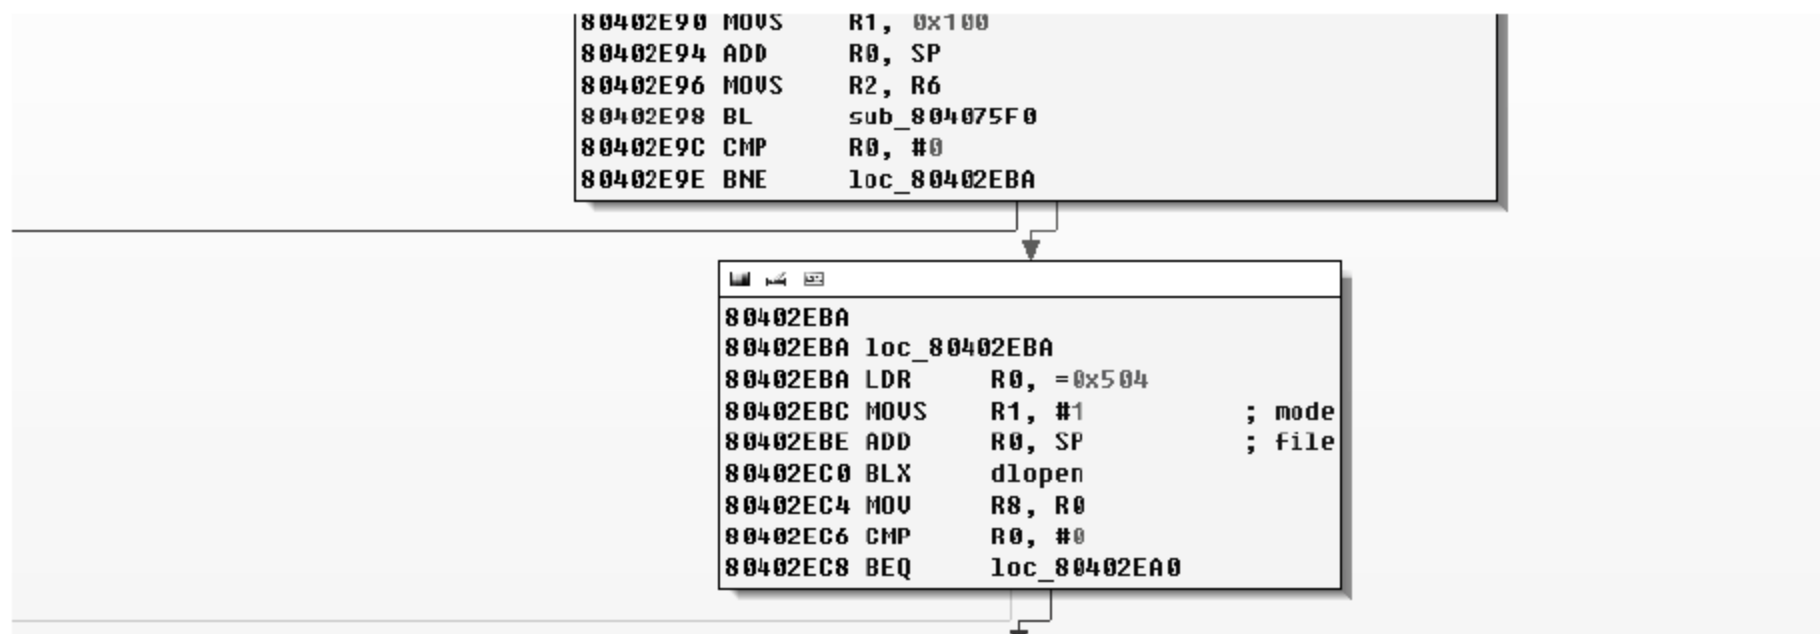 80402E90 MOVS R1, 0x100
80402E94 ADD R0, SP
80402E96 MOVS R2, R6
80402E98 BL sub_804075F0
80402E9C CMP R0, #0
80402E9E BNE loc_80402EBA
80402EBA
80402EBA loc_80402EBA
80402EBA LDR R0, =0x504
80402EBC MOVS R1, #1 ; mode
80402EBE ADD R0, SP ; file
80402EC0 BLX dlopen
80402EC4 MOV R8, R0
80402EC6 CMP R0, #0
80402EC8 BEQ loc_80402EA0